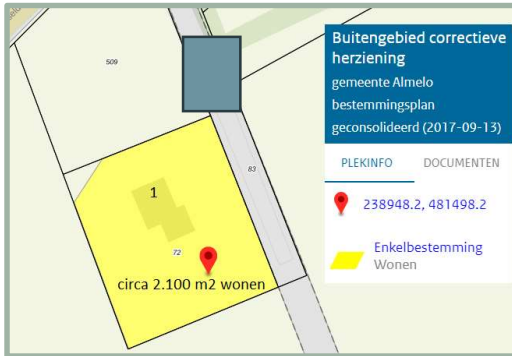 509
83
1
72
circa 2.100 m2 wonen
Buitengebied correctieve
herziening
gemeente Almelo
bestemmingsplan
geconsolideerd (2017-09-13)
PLEKINFO DOCUMENTEN
238948.2, 481498.2
Enkelbestemming
Wonen